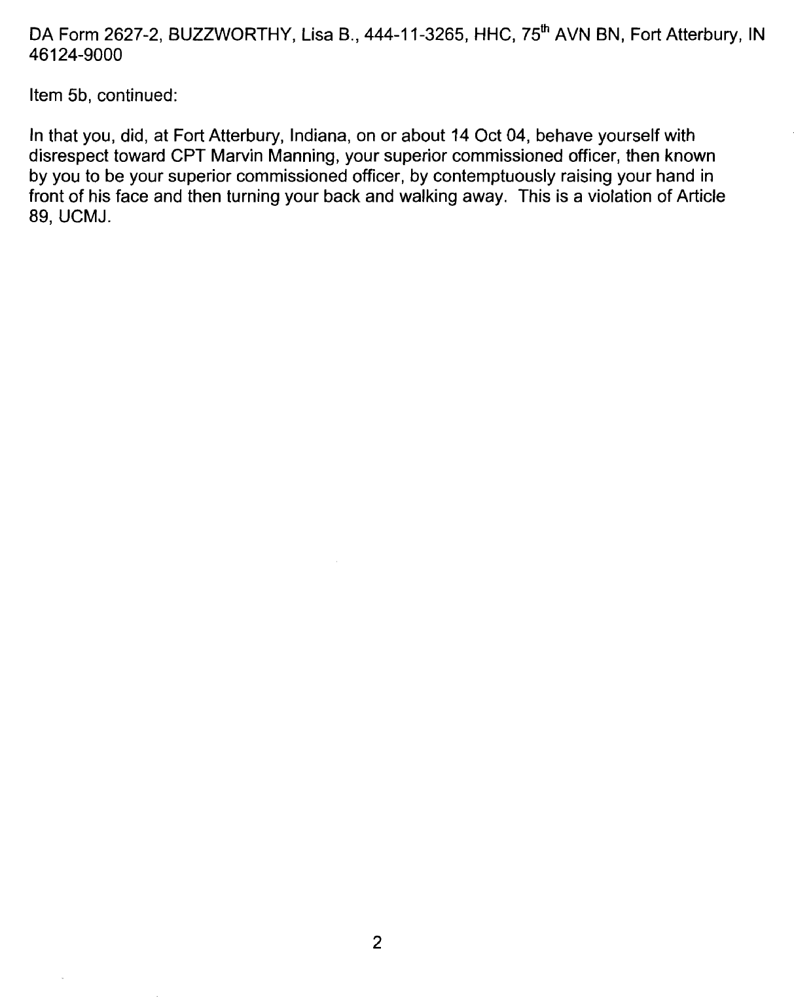 DA Form 2627-2, BUZZWORTHY, Lisa B., 444-11-3265, HHC, 75th AVN BN, Fort Atterbury, IN
46124-9000
Item 5b, continued:
In that you, did, at Fort Atterbury, Indiana, on or about 14 Oct 04, behave yourself with
disrespect toward CPT Marvin Manning, your superior commissioned officer, then known
by you to be your superior commissioned officer, by contemptuously raising your hand in
front of his face and then turning your back and walking away.  This is a violation of Article
89, UCMJ.
2